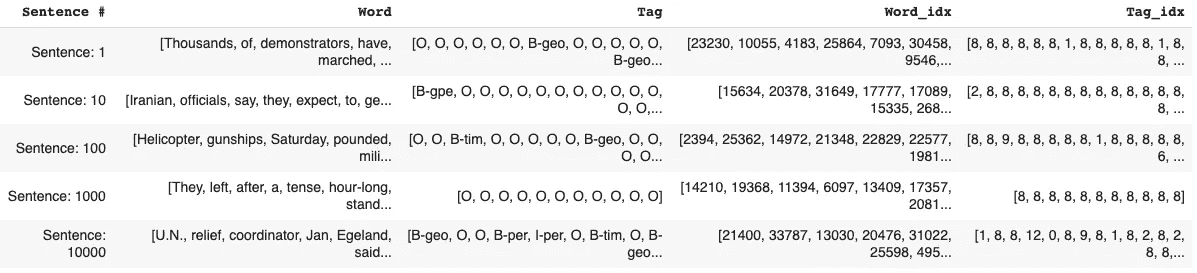 Sentence # Word Tag Word_idx Tag_idx
Sentence: 1 [Thousands, of, demonstrators, have, marched, ... [O, O, O, O, O, O, B-geo, O, O, O, O, O, B-geo... [23230, 10055, 4183, 25864, 7093, 30458, 9546,... [8, 8, 8, 8, 8, 8, 1, 8, 8, 8, 8, 8, 1, 8, 8, ...
Sentence: 10 [Iranian, officials, say, they, expect, to, ge... [B-gpe, O, O, O, O, O, O, O, O, O, O, O, O, O, O,... [15634, 20378, 31649, 17777, 17089, 15335, 268... [2, 8, 8, 8, 8, 8, 8, 8, 8, 8, 8, 8, 8, 8, 8, 8, ...
Sentence: 100 [Helicopter, gunships, Saturday, pounded, mili... [O, O, B-tim, O, O, O, O, O, B-geo, O, O, O, O, O... [2394, 25362, 14972, 21348, 22829, 22577, 1981... [8, 8, 9, 8, 8, 8, 8, 8, 1, 8, 8, 8, 8, 8, 6, ...
Sentence: 1000 [They, left, after, a, tense, hour-long, stand... [O, O, O, O, O, O, O, O, O, O, O] [14210, 19368, 11394, 6097, 13409, 17357, 2081... [8, 8, 8, 8, 8, 8, 8, 8, 8, 8, 8]
Sentence: 10000 [U.N., relief, coordinator, Jan, Egeland, said... [B-geo, O, O, B-per, I-per, O, B-tim, O, B-geo... [21400, 33787, 13030, 20476, 31022, 25598, 495... [1, 8, 8, 12, 0, 8, 9, 8, 1, 8, 2, 8, 2, 8, 8,...